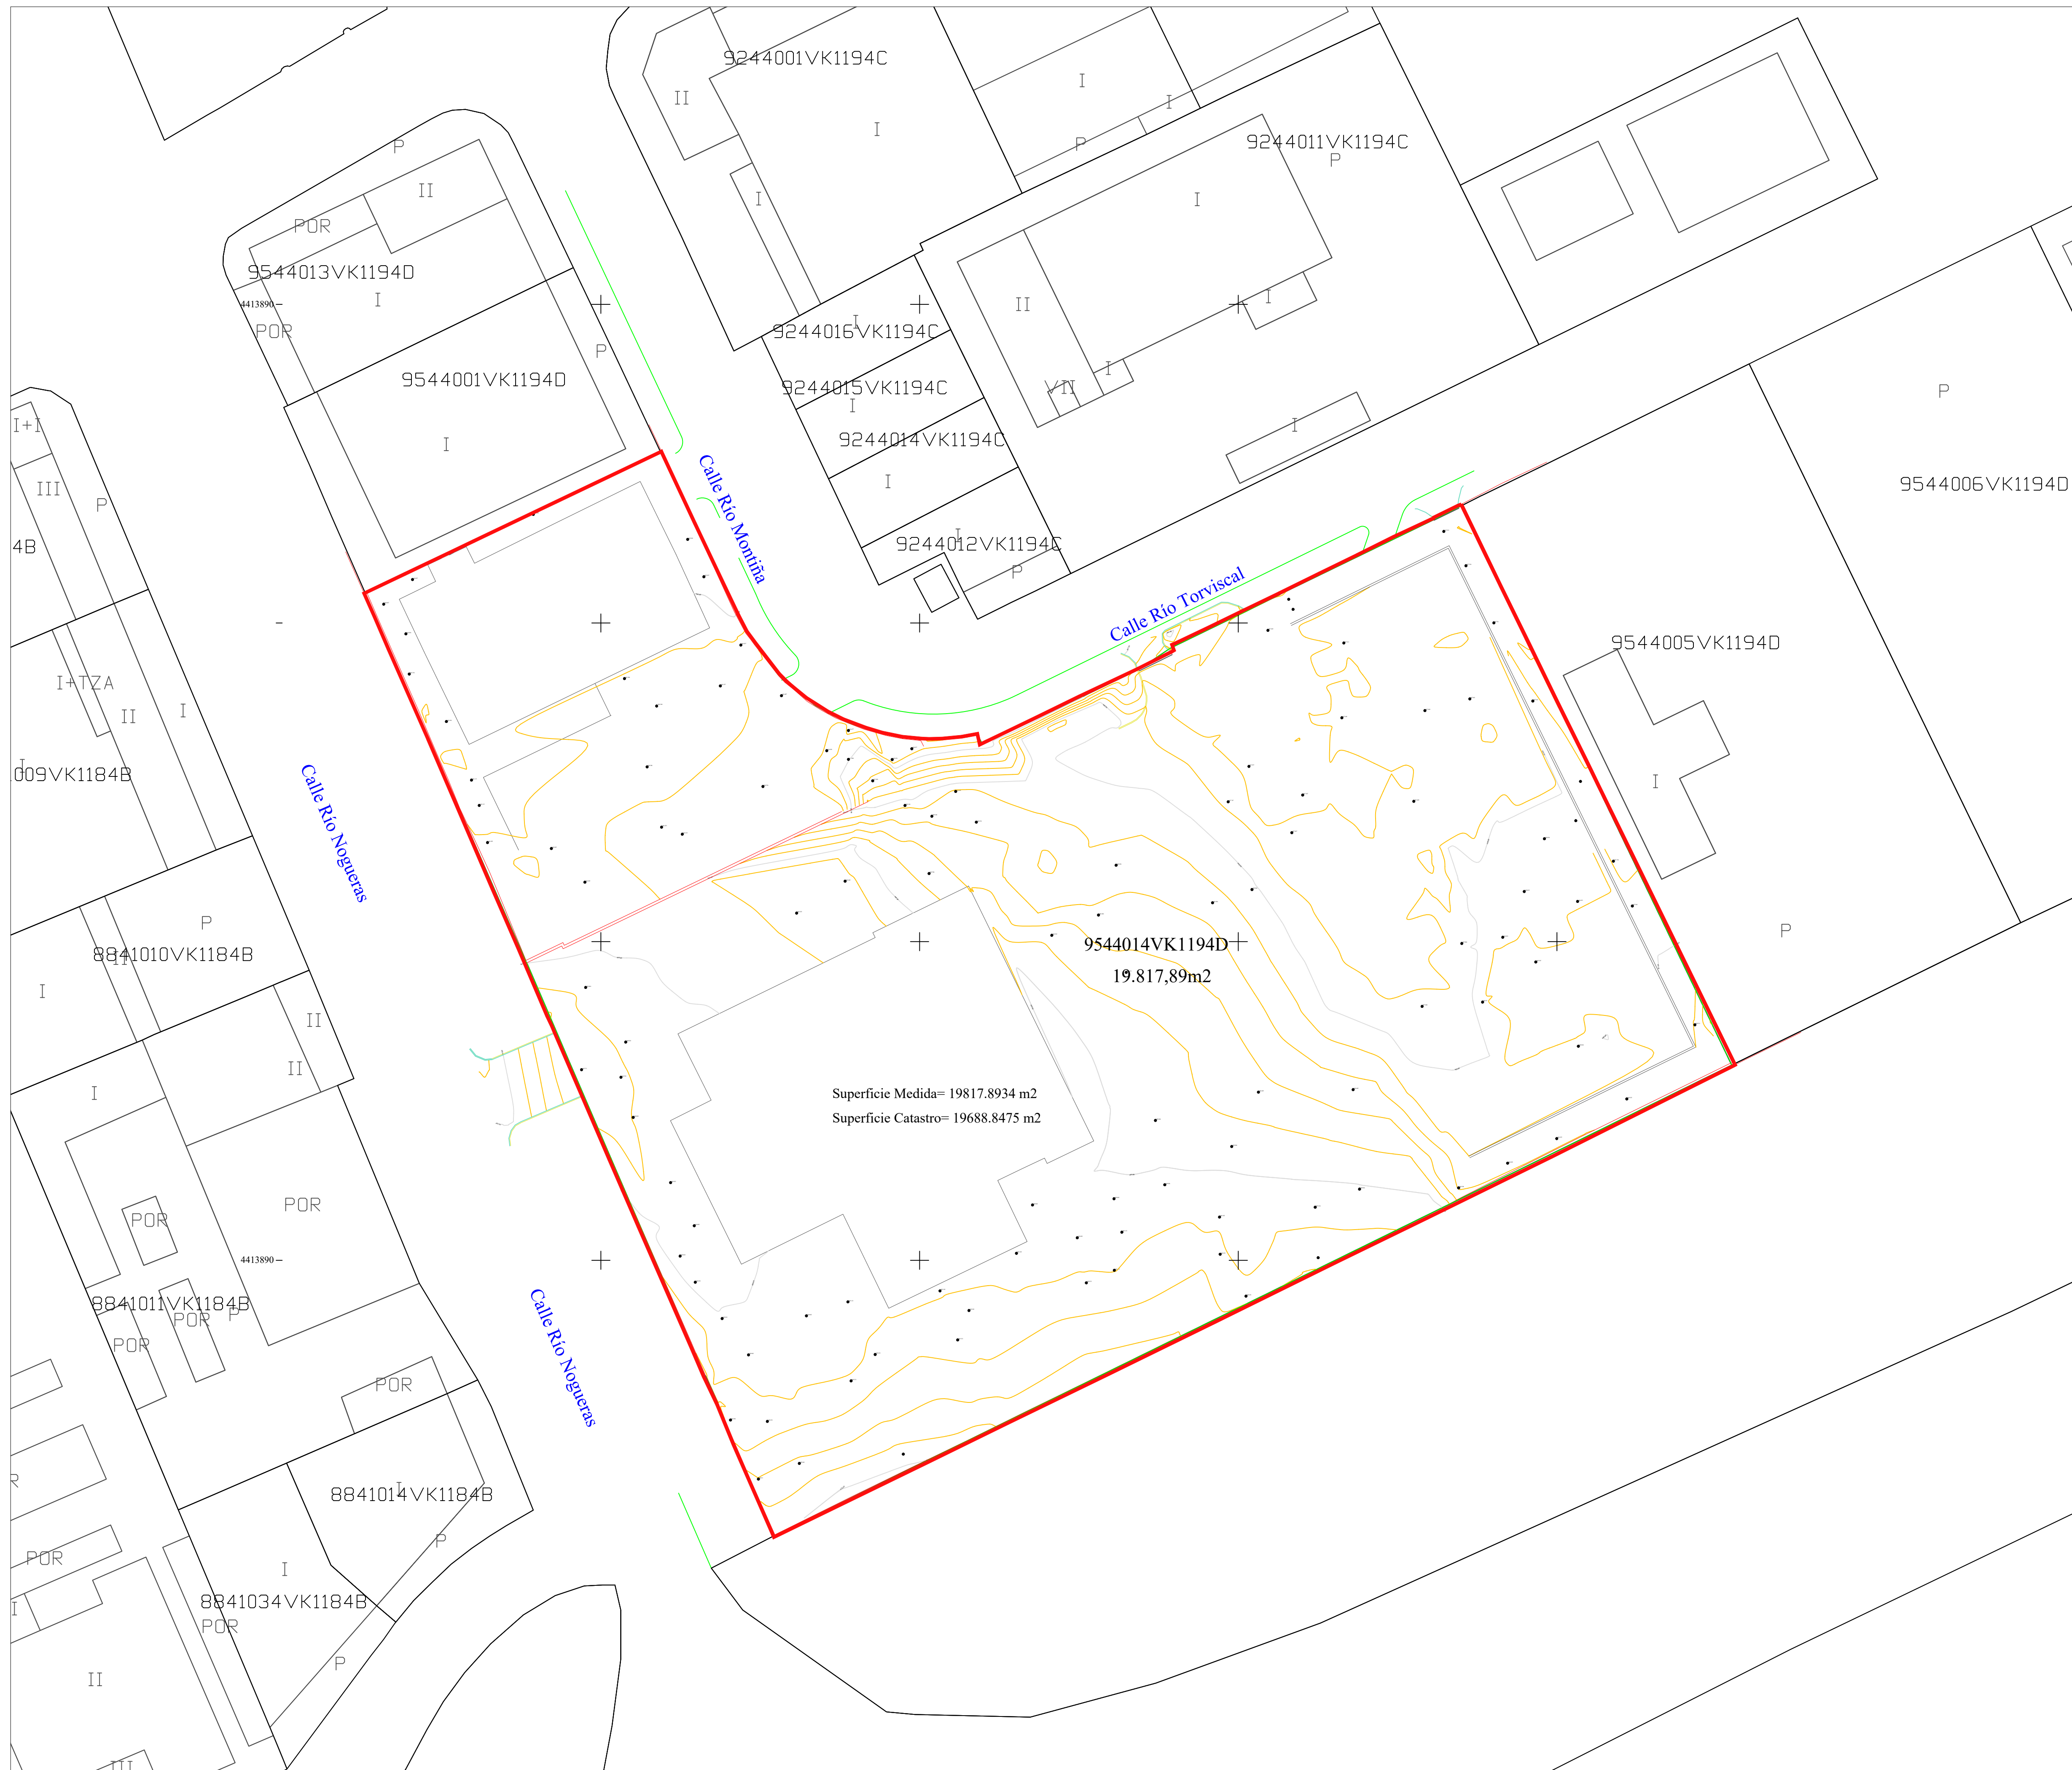 9244001VK1194C
II
I
I
I
I
P
9244011VK1194C
P
I
P
II
POR
9544013VK1194D
I
4413890
POR
P
9544001VK1194D
I
9244016VK1194C
I
9244015VK1194C
I
9244014VK1194C
I
9244012VK1194C
I
P
II
I
I
VII
I
P
9544006VK1194D
9544005VK1194D
I
P
I+I
III
P
4B
I+TZA
II
I
I
009VK1184B
Calle Río Montiña
Calle Río Torviscal
Calle Río Nogueras
P
8841010VK1184B
II
I
II
II
I
9544014VK1194D
19.817,89m2
Superficie Medida= 19817.8934 m2
Superficie Catastro= 19688.8475 m2
POR
POR
4413890
8841011VK1184B
POR
P
POR
POR
Calle Río Nogueras
I
8841014VK1184B
P
R
POR
I
I
8841034VK1184B
POR
P
II
III